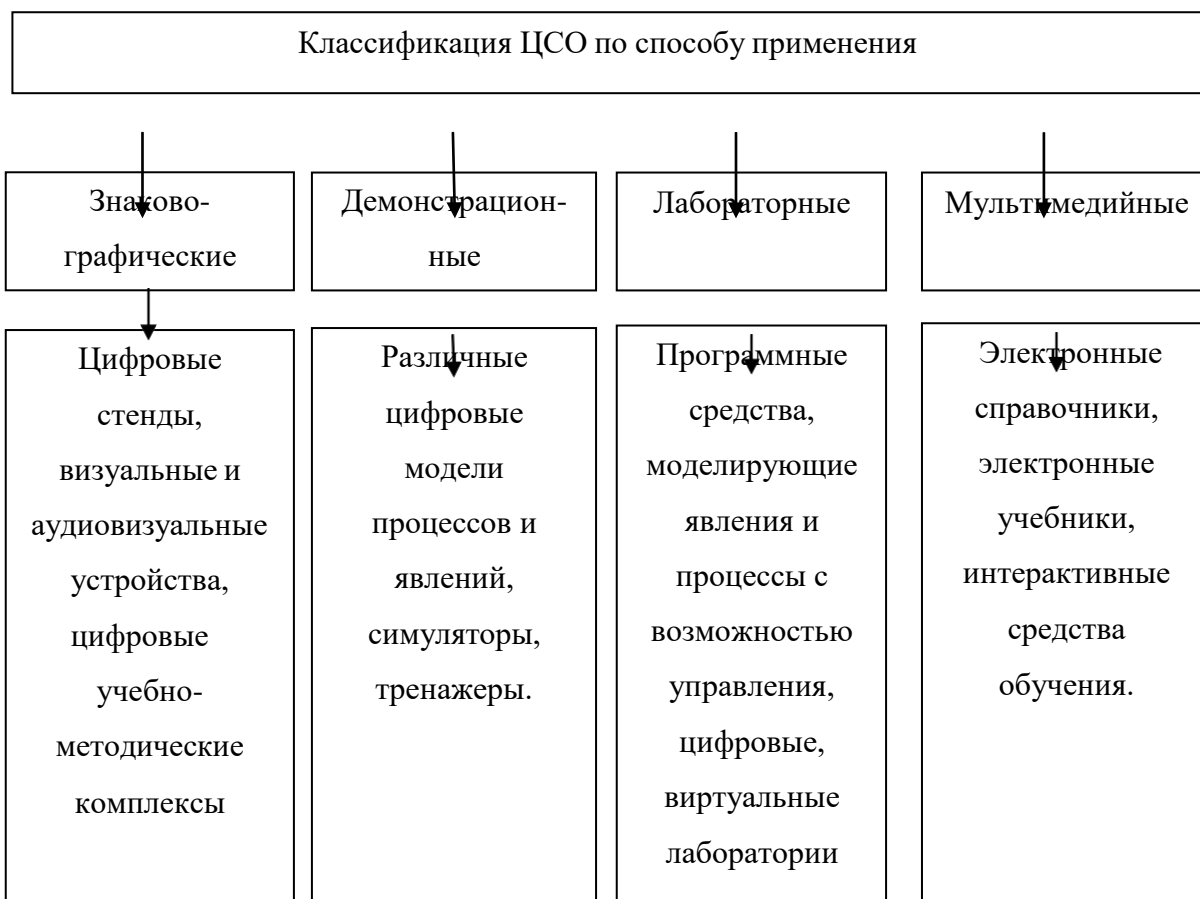 Классификация ЦСО по способу применения
Знаково-
графические
Демонстрацион-
ные
Лабораторные
Мультимедийные
Цифровые
стенды,
визуальные и
аудиовизуальные
устройства,
цифровые
учебно-
методические
комплексы
Различные
цифровые
модели
процессов и
явлений,
симуляторы,
тренажеры.
Программные
средства,
моделирующие
явления и
процессы с
возможностью
управления,
цифровые,
виртуальные
лаборатории
Электронные
справочники,
электронные
учебники,
интерактивные
средства
обучения.